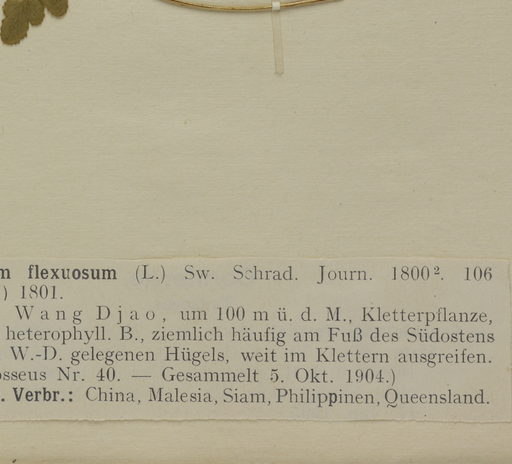 flexuosum (L.) Sw. Schrad. Journ. 1800². 106
) 1801.
Wang Djao, um 100 m ü. d. M., Kletterpflanze,
heterophyll. B., ziemlich häufig am Fuß des Südostens
W.-D. gelegenen Hügels, weit im Klettern ausgreifen.
osseus Nr. 40. — Gesammelt 5. Okt. 1904.)
. Verbr.: China, Malesia, Siam, Philippinen, Queensland.